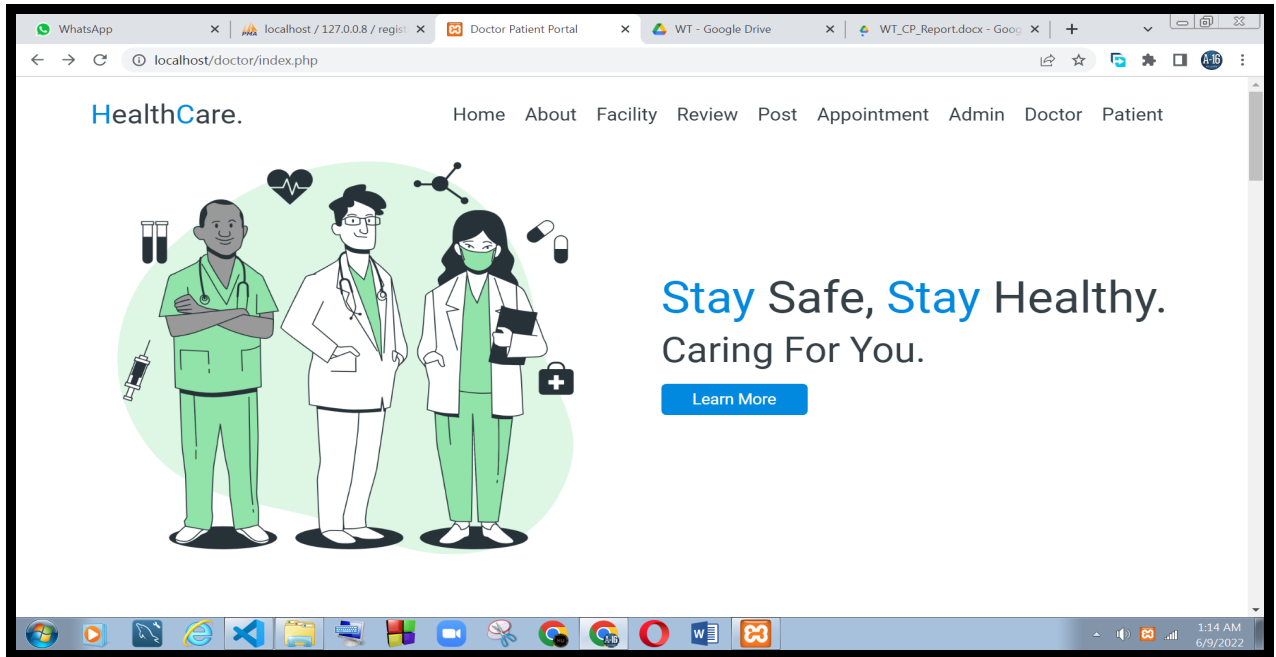 WhatsApp
localhost / 127.0.0.8 / regist
Doctor Patient Portal
WT - Google Drive
WT_CP_Report.docx - Goog
localhost/doctor/index.php
A-16
HealthCare.
Home About Facility Review Post Appointment Admin Doctor Patient
Stay Safe, Stay Healthy.
Caring For You.
Learn More
1:14 AM
6/9/2022